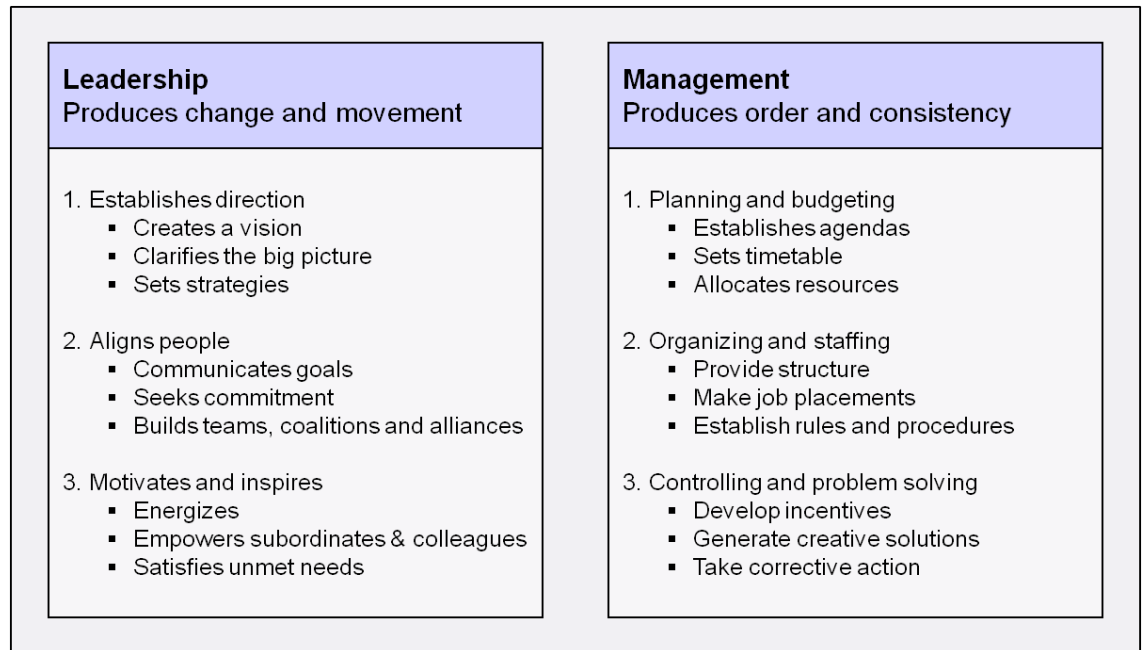 Leadership
Produces change and movement
1. Establishes direction
▪ Creates a vision
▪ Clarifies the big picture
▪ Sets strategies
2. Aligns people
▪ Communicates goals
▪ Seeks commitment
▪ Builds teams, coalitions and alliances
3. Motivates and inspires
▪ Energizes
▪ Empowers subordinates & colleagues
▪ Satisfies unmet needs
Management
Produces order and consistency
1. Planning and budgeting
▪ Establishes agendas
▪ Sets timetable
▪ Allocates resources
2. Organizing and staffing
▪ Provide structure
▪ Make job placements
▪ Establish rules and procedures
3. Controlling and problem solving
▪ Develop incentives
▪ Generate creative solutions
▪ Take corrective action